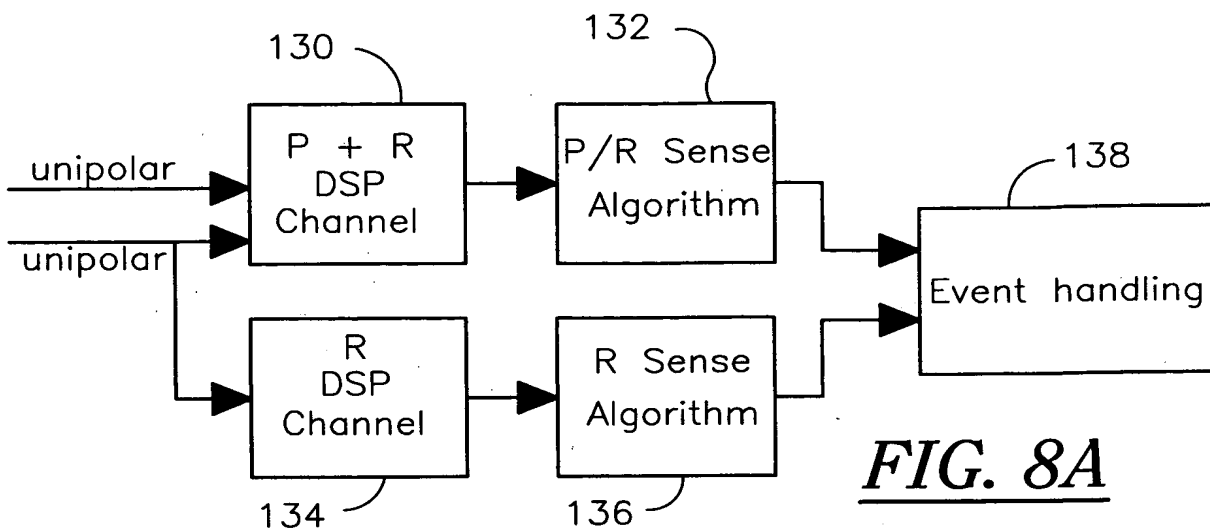 130
132
138
unipolar
unipolar
P + R
DSP
Channel
P/R Sense
Algorithm
Event handling
R
DSP
Channel
R Sense
Algorithm
134
136
FIG. 8A